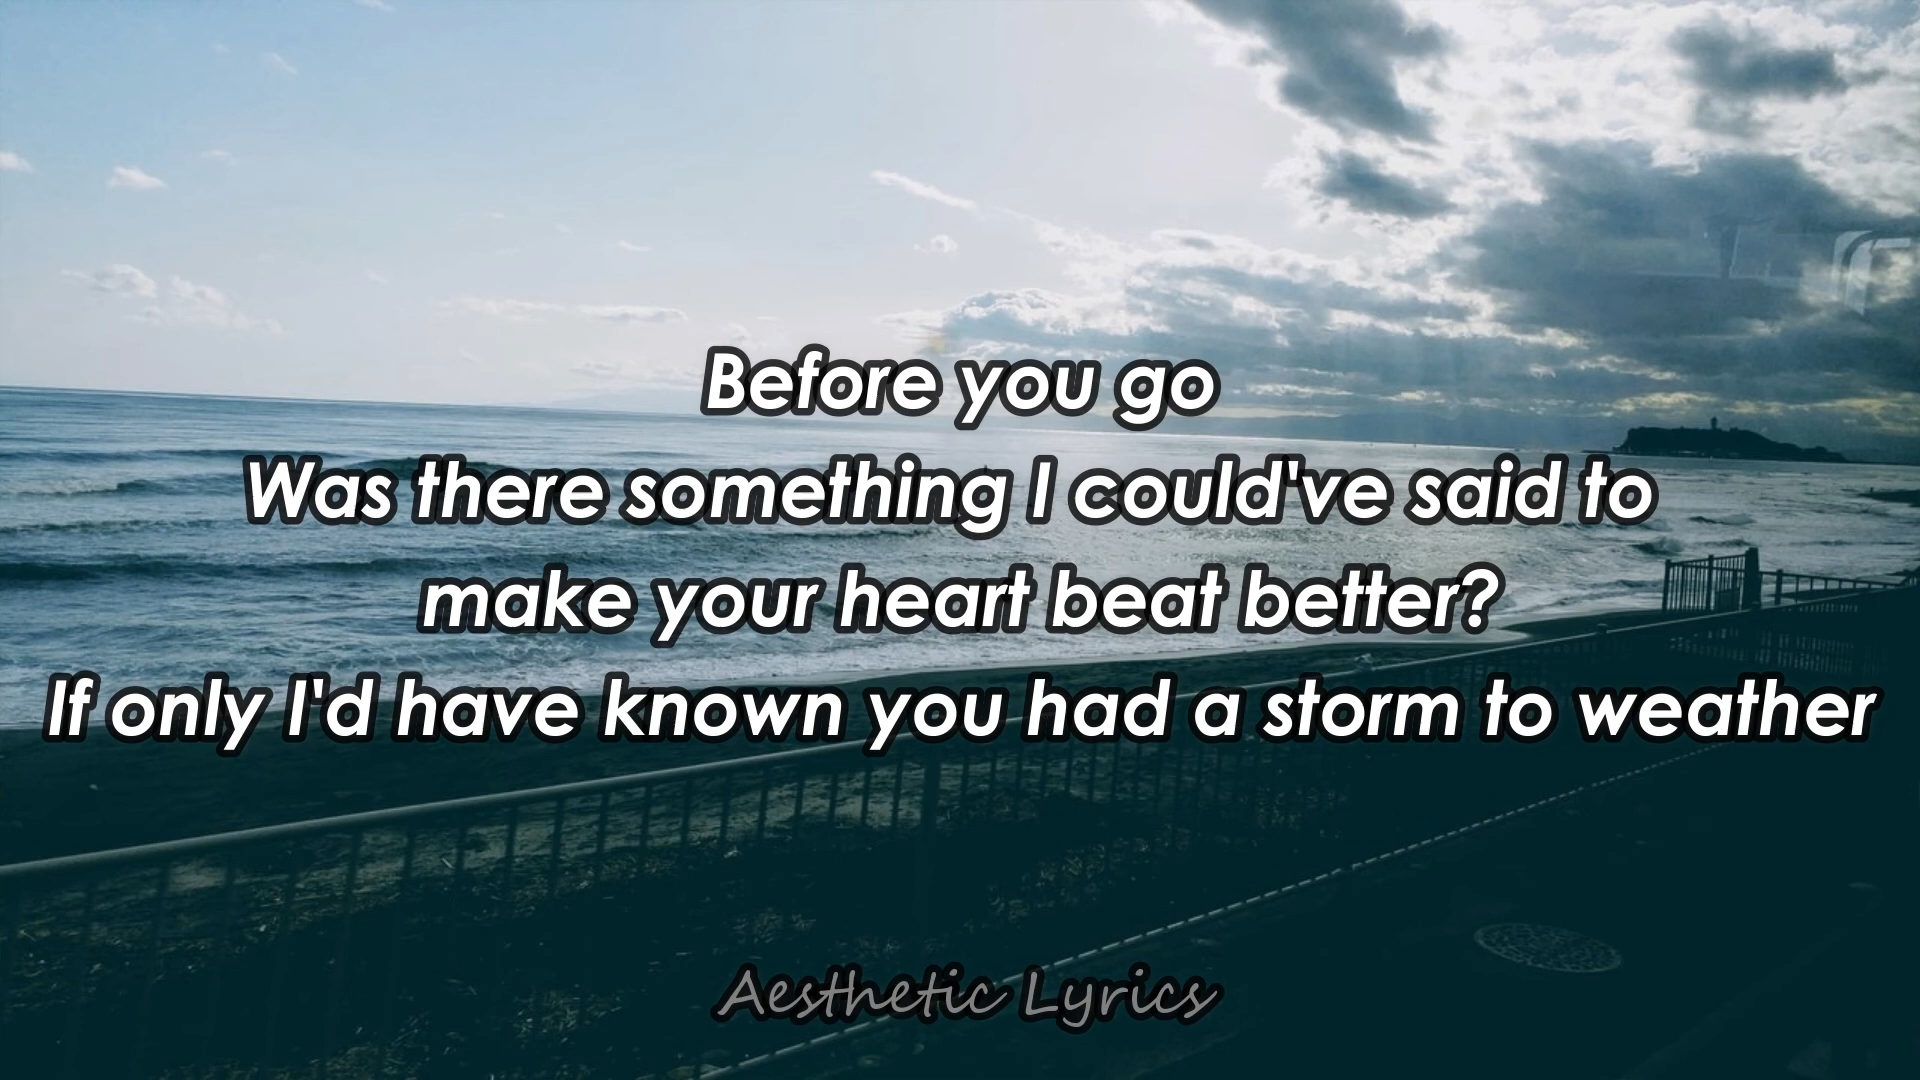 Before you go
Was there something I could've said to
make your heart beat better?
If only I'd have known you had a storm to weather
Aesthetic Lyrics